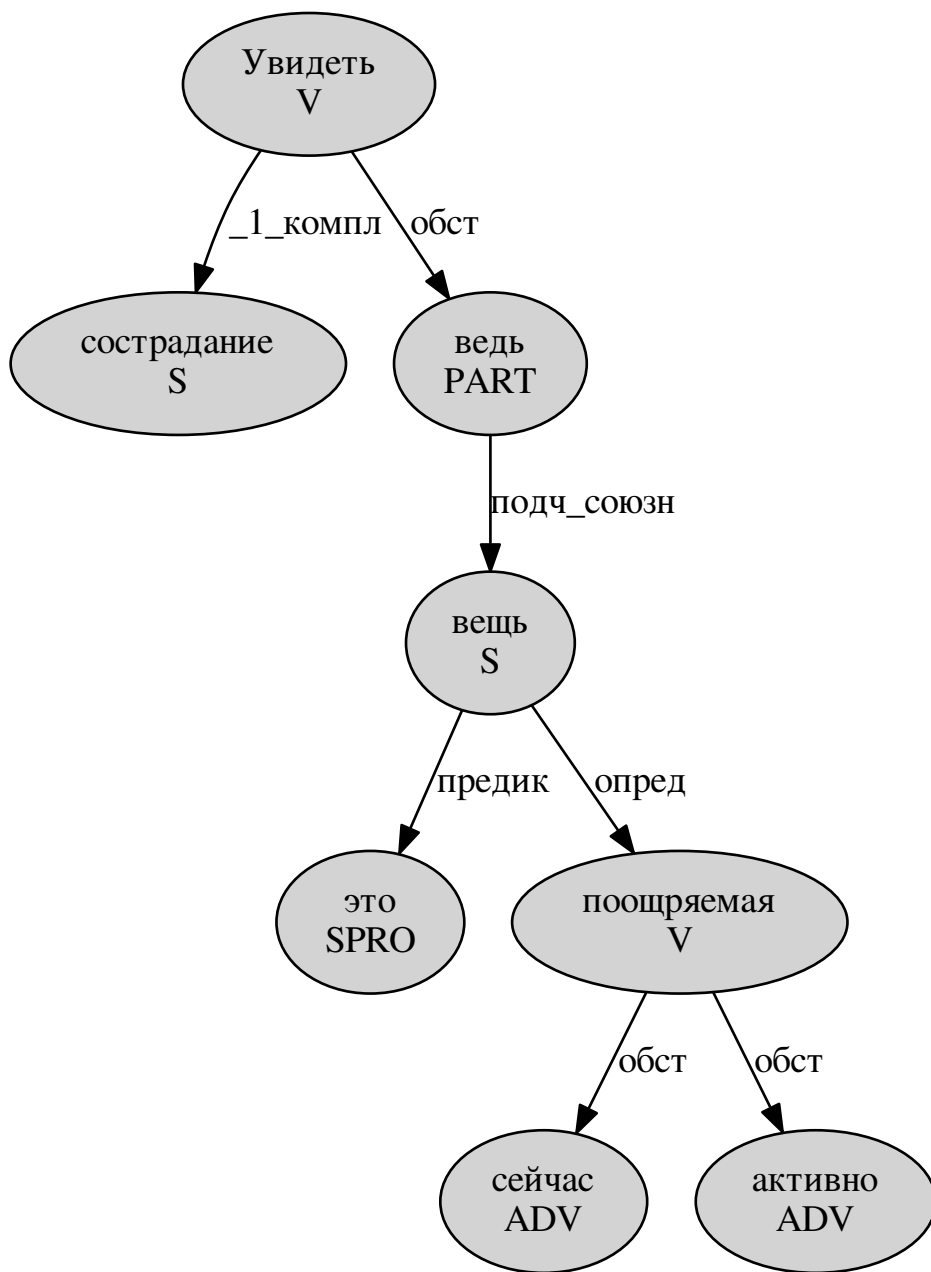 Увидеть
V
_1_компл
обст
сострадание
S
ведь
PART
подч_союзн
вещь
S
предик
опред
это
SPRO
поощряемая
V
обст
обст
сейчас
ADV
активно
ADV